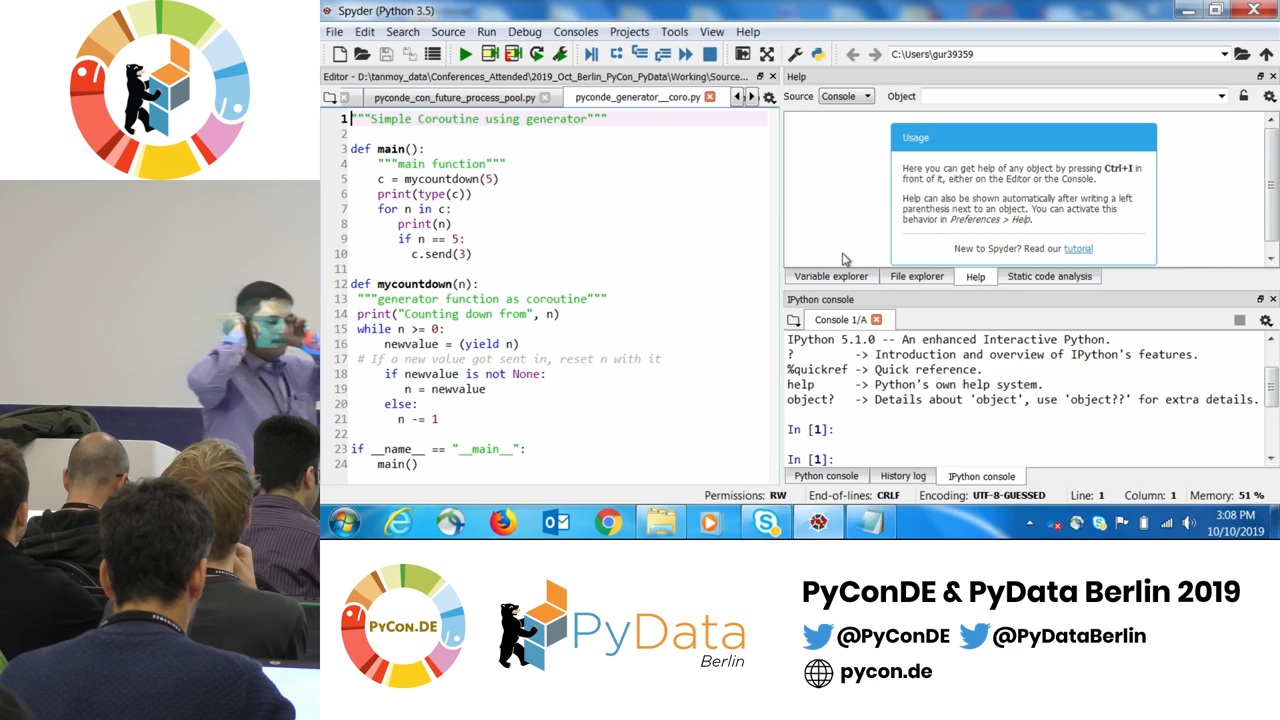 Spyder (Python 3.5)
File Edit Search Source Run Debug Consoles Projects Tools View Help
C:\Users\gur39359
Editor - D:\tanmoy_data\Conferences_Attended\2019_Oct_Berlin_PyCon_PyData\Working\Source...
pyconde_con_future_process_pool.py pyconde_generator__coro.py
1 """Simple Coroutine using generator"""
2
3 def main():
4 """main function"""
5 c = mycountdown(5)
6 print(type(c))
7 for n in c:
8 print(n)
9 if n == 5:
10 c.send(3)
11
12 def mycountdown(n):
13 """generator function as coroutine"""
14 print("Counting down from", n)
15 while n >= 0:
16 newvalue = (yield n)
17 # If a new value got sent in, reset n with it
18 if newvalue is not None:
19 n = newvalue
20 else:
21 n -= 1
22
23 if __name__ == "__main__":
24 main()
Help
Source Console Object
Usage
Here you can get help of any object by pressing Ctrl+I in
front of it, either on the Editor or the Console.
Help can also be shown automatically after writing a left
parenthesis next to an object. You can activate this
behavior in Preferences > Help.
New to Spyder? Read our tutorial
Variable explorer File explorer Help Static code analysis
IPython console
Console 1/A
IPython 5.1.0 -- An enhanced Interactive Python.
? -> Introduction and overview of IPython's features.
%quickref -> Quick reference.
help -> Python's own help system.
object? -> Details about 'object', use 'object??' for extra details.
In [1]:
In [1]:
Python console History log IPython console
Permissions: RW End-of-lines: CRLF Encoding: UTF-8-GUESSED Line: 1 Column: 1 Memory: 51 %
3:08 PM
10/10/2019
PyCon.DE
PyData
Berlin
PyConDE & PyData Berlin 2019
@PyConDE @PyDataBerlin
pycon.de